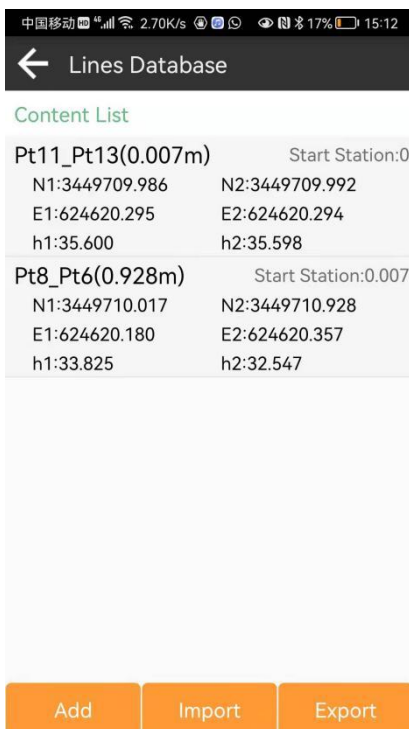 中国移动 HD 2.70K/s 17% 15:12
Lines Database
Content List
Pt11_Pt13(0.007m) Start Station:0
N1:3449709.986 N2:3449709.992
E1:624620.295 E2:624620.294
h1:35.600 h2:35.598
Pt8_Pt6(0.928m) Start Station:0.007
N1:3449710.017 N2:3449710.928
E1:624620.180 E2:624620.357
h1:33.825 h2:32.547
Add Import Export